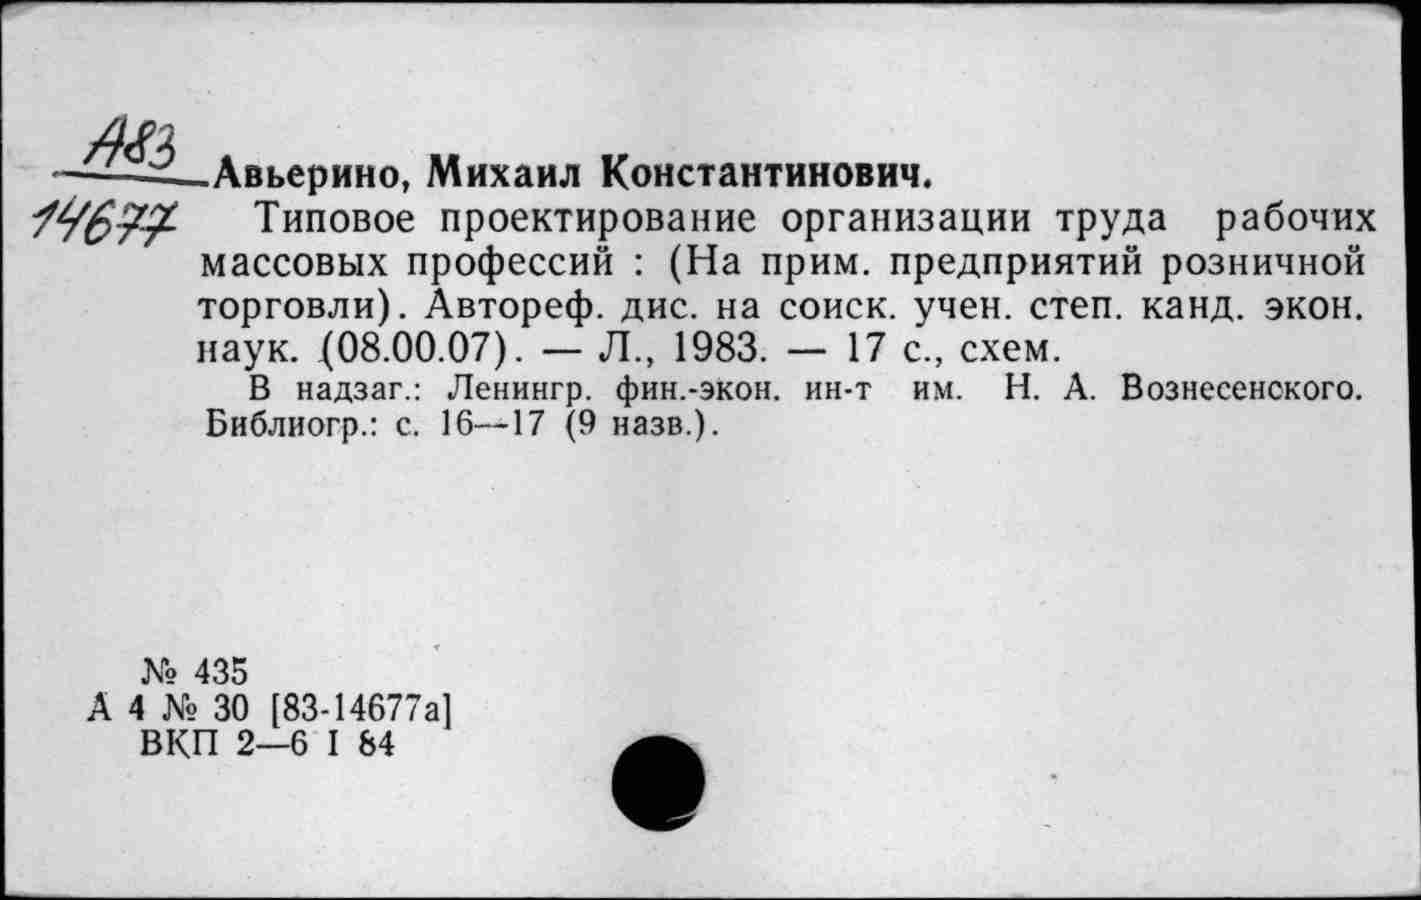 А83
14677
Авьерино, Михаил Константинович.
Типовое проектирование организации труда рабочих
массовых профессий : (На прим. предприятий розничной
торговли). Автореф. дис. на соиск. учен. степ. канд. экон.
наук. (08.00.07). — Л., 1983. — 17 с., схем.
В надзаг.: Ленингр. фин.-экон. ин-т им. Н. А. Вознесенского.
Библиогр.: с. 16—17 (9 назв.).
№ 435
А 4 № 30 [83-14677а]
ВКП 2—6 I 84